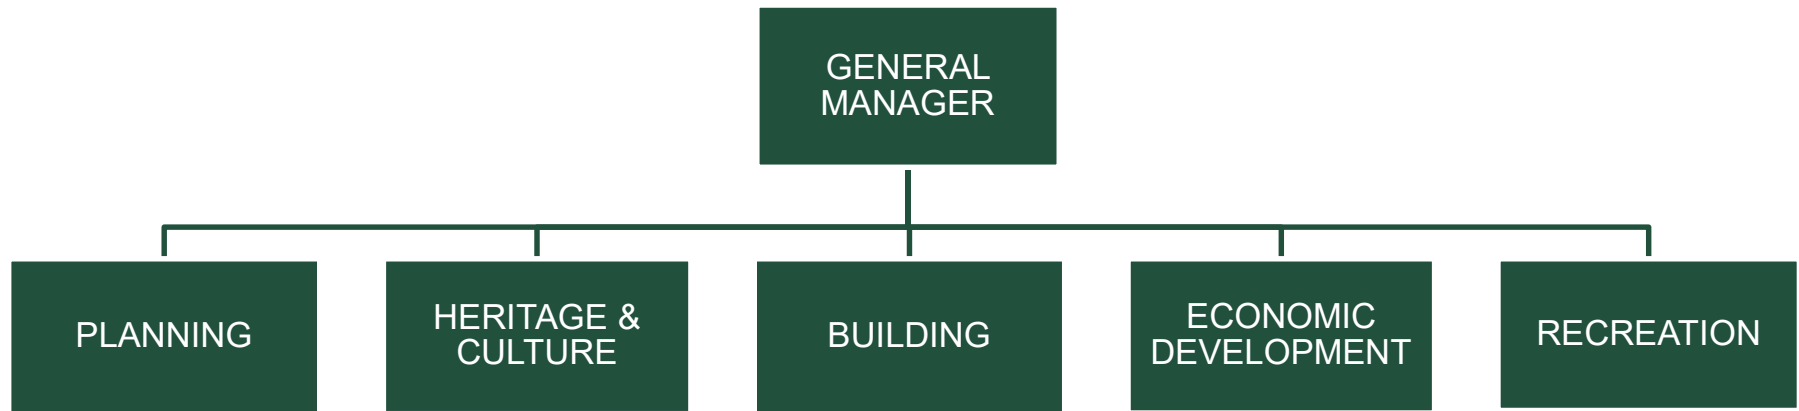 GENERAL
MANAGER
PLANNING
HERITAGE &
CULTURE
BUILDING
ECONOMIC
DEVELOPMENT
RECREATION